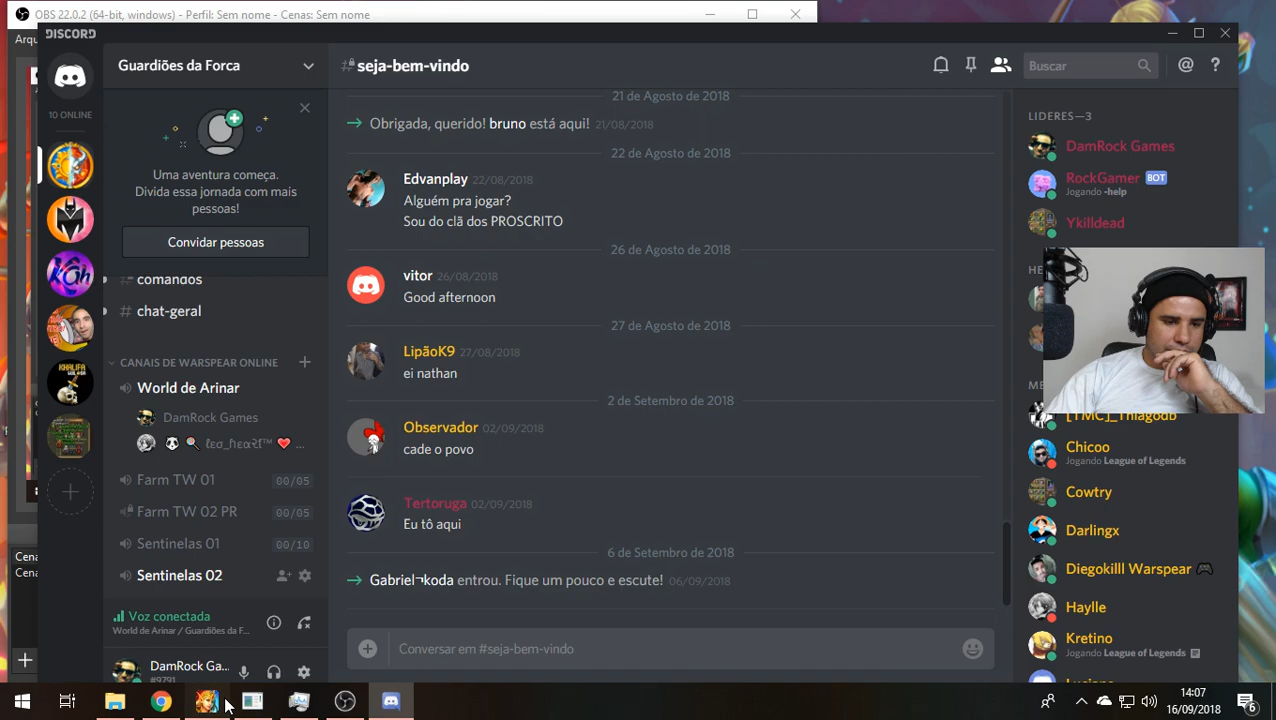 OBS 22.0.2 (64-bit, windows) - Perfil: Sem nome - Cenas: Sem nome
Arqu
DISCORD
Guardiões da Forca
#seja-bem-vindo
Buscar
10 ONLINE
Uma aventura começa.
Divida essa jornada com mais
pessoas!
Convidar pessoas
comandos
# chat-geral
CANAIS DE WARSPEAR ONLINE
World de Arinar
DamRock Games
Farm TW 01 00/05
Farm TW 02 PR 00/05
Sentinelas 01 00/10
Sentinelas 02
Voz conectada
World de Arinar / Guardiões da F...
DamRock Ga...
#9791
KHALIFA
Cena
Cen
21 de Agosto de 2018
Obrigada, querido! bruno está aqui! 21/08/2018
22 de Agosto de 2018
Edvanplay 22/08/2018
Alguém pra jogar?
Sou do clã dos PROSCRITO
26 de Agosto de 2018
vitor 26/08/2018
Good afternoon
27 de Agosto de 2018
LipãoK9 27/08/2018
ei nathan
2 de Setembro de 2018
Observador 02/09/2018
cade o povo
Tertoruga 02/09/2018
Eu tô aqui
6 de Setembro de 2018
Gabriel¬koda entrou. Fique um pouco e escute! 06/09/2018
Conversar em #seja-bem-vindo
LIDERES—3
DamRock Games
RockGamer BOT
Jogando -help
Ykilldead
HE
ME
[TMC]_Thiagodb
Chicoo
Jogando League of Legends
Cowtry
Darlingx
Diegokilll Warspear 🎮
Haylle
Kretino
Jogando League of Legends
14:07
16/09/2018
6